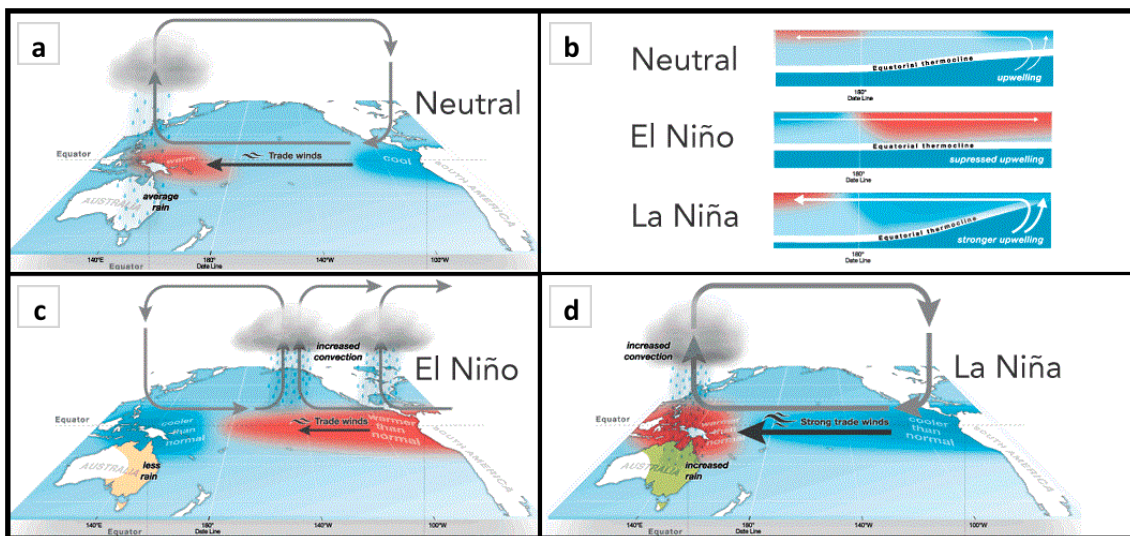 a
Neutral
Equator
warm
Trade winds
cool
SOUTH AMERICA
AUSTRALIA
average
rain
140°E
180°
Date Line
140°W
100°W
Equator
b
Neutral
Equatorial thermocline
upwelling
180°
Date Line
El Niño
Equatorial thermocline
supressed upwelling
180°
Date Line
La Niña
Equatorial thermocline
stronger upwelling
180°
Date Line
c
increased
convection
El Niño
Equator
cooler
than
normal
Trade winds
warmer
than
normal
SOUTH AMERICA
AUSTRALIA
less
rain
140°E
180°
Date Line
140°W
100°W
Equator
d
increased
convection
La Niña
Equator
warmer
than
normal
Strong trade winds
cooler
than
normal
SOUTH AMERICA
AUSTRALIA
increased
rain
140°E
180°
Date Line
140°W
100°W
Equator